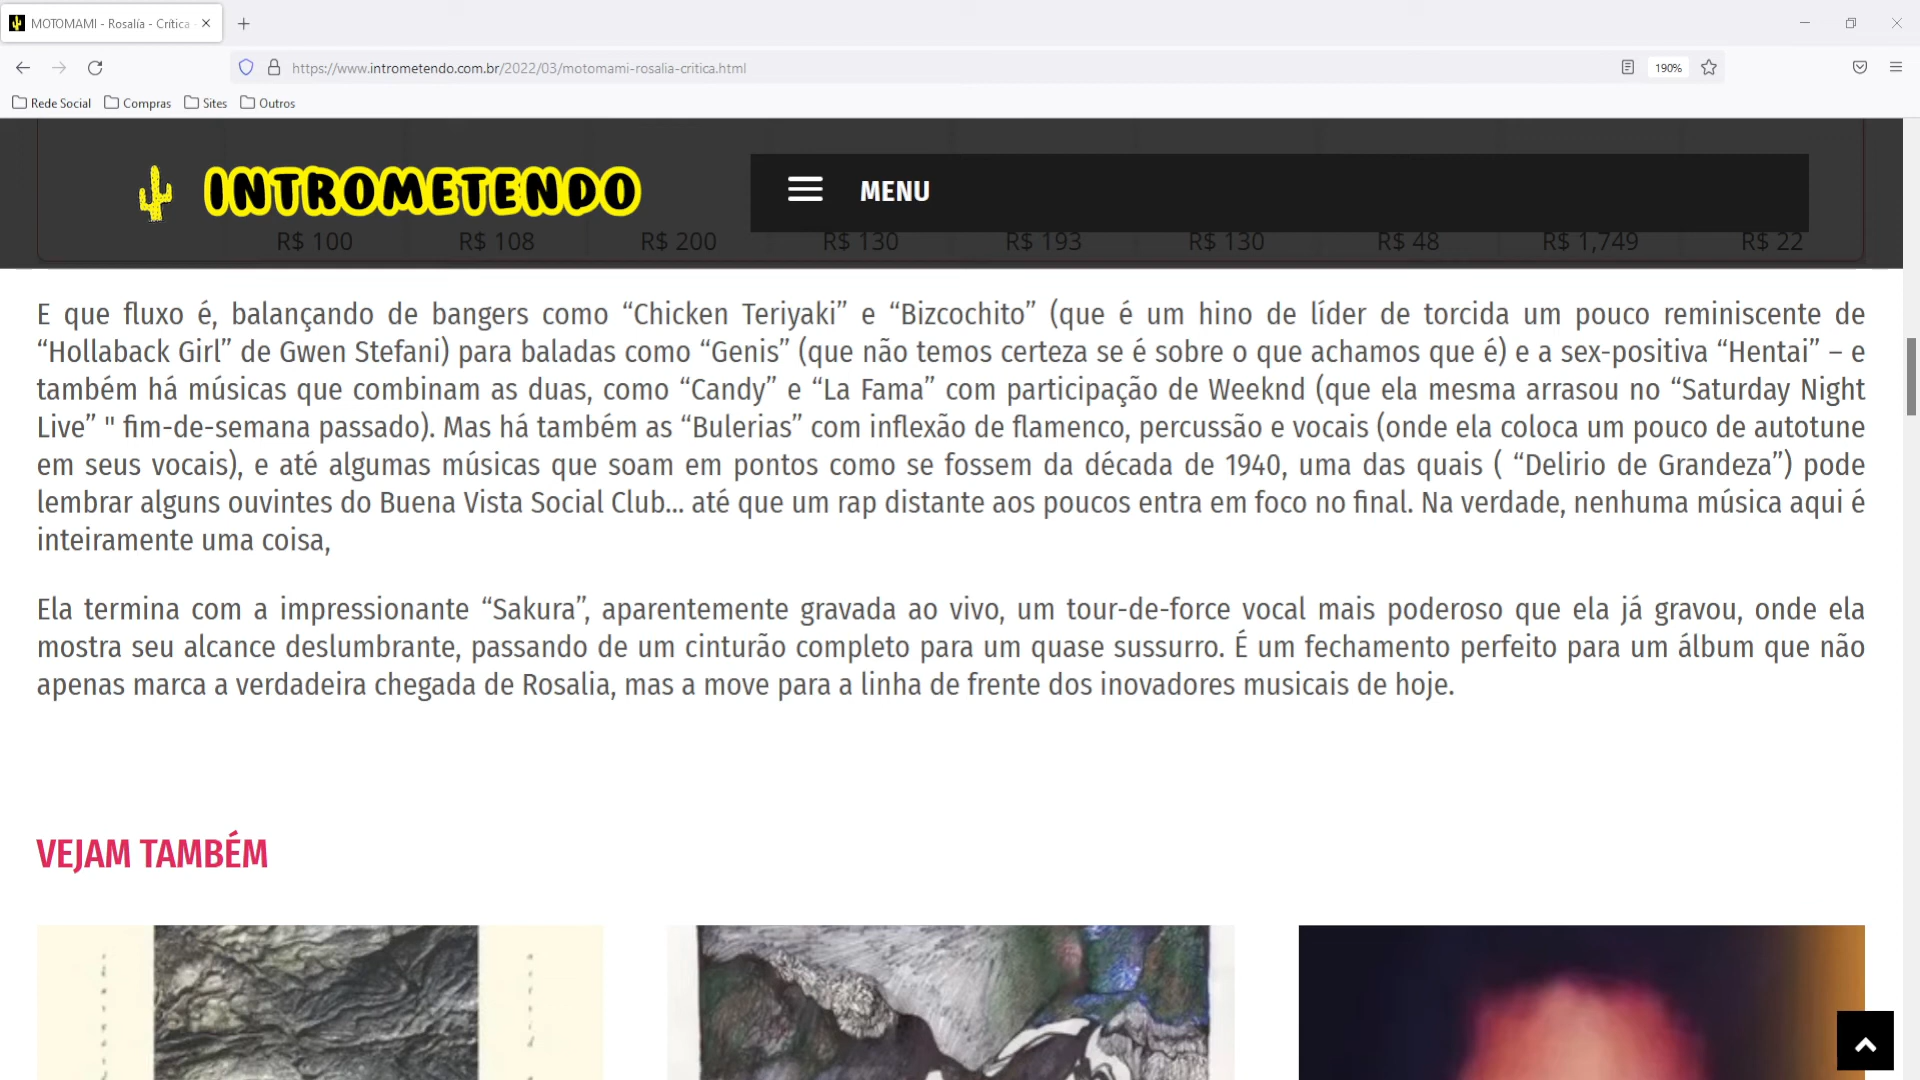 MOTOMAMI - Rosalía - Crítica
https://www.intrometendo.com.br/2022/03/motomami-rosalia-critica.html
190%
Rede Social Compras Sites Outros
INTROMETENDO
MENU
R$ 100 R$ 108 R$ 200 R$ 130 R$ 193 R$ 130 R$ 48 R$ 1,749 R$ 22
E que fluxo é, balançando de bangers como “Chicken Teriyaki” e “Bizcochito” (que é um hino de líder de torcida um pouco reminiscente de
“Hollaback Girl” de Gwen Stefani) para baladas como “Genis” (que não temos certeza se é sobre o que achamos que é) e a sex-positiva “Hentai” – e
também há músicas que combinam as duas, como “Candy” e “La Fama” com participação de Weeknd (que ela mesma arrasou no “Saturday Night
Live” " fim-de-semana passado). Mas há também as “Bulerias” com inflexão de flamenco, percussão e vocais (onde ela coloca um pouco de autotune
em seus vocais), e até algumas músicas que soam em pontos como se fossem da década de 1940, uma das quais ( “Delirio de Grandeza”) pode
lembrar alguns ouvintes do Buena Vista Social Club... até que um rap distante aos poucos entra em foco no final. Na verdade, nenhuma música aqui é
inteiramente uma coisa,
Ela termina com a impressionante “Sakura”, aparentemente gravada ao vivo, um tour-de-force vocal mais poderoso que ela já gravou, onde ela
mostra seu alcance deslumbrante, passando de um cinturão completo para um quase sussurro. É um fechamento perfeito para um álbum que não
apenas marca a verdadeira chegada de Rosalia, mas a move para a linha de frente dos inovadores musicais de hoje.
VEJAM TAMBÉM